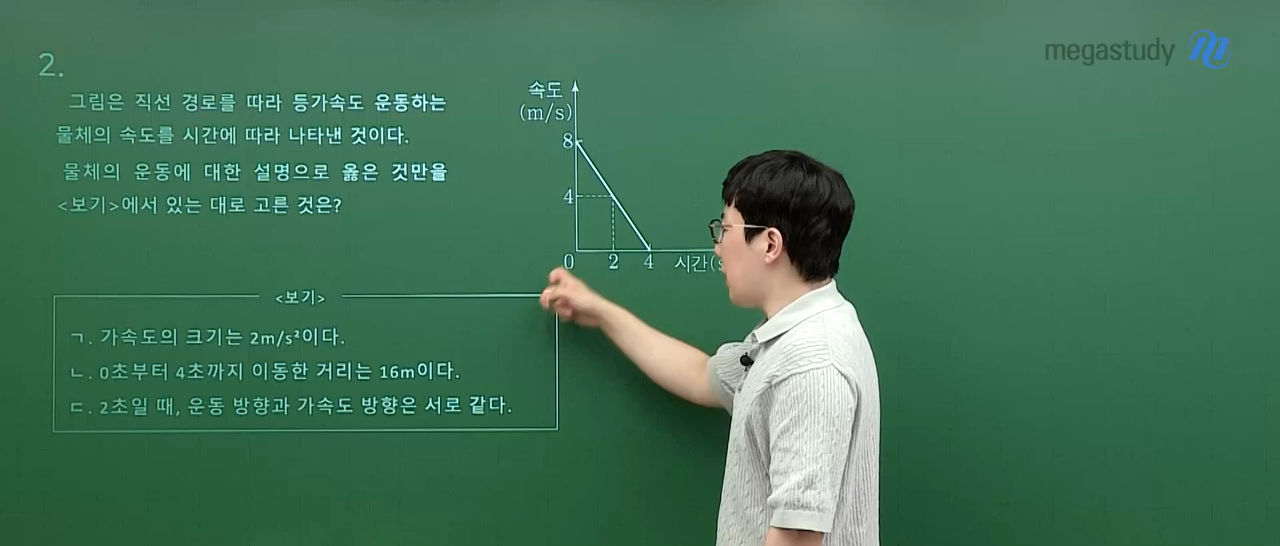 megastudy
2.
그림은 직선 경로를 따라 등가속도 운동하는
물체의 속도를 시간에 따라 나타낸 것이다.
물체의 운동에 대한 설명으로 옳은 것만을
<보기>에서 있는 대로 고른 것은?
속도
(m/s)
8
4
0 2 4 시간(s
<보기>
ㄱ. 가속도의 크기는 2m/s²이다.
ㄴ. 0초부터 4초까지 이동한 거리는 16m이다.
ㄷ. 2초일 때, 운동 방향과 가속도 방향은 서로 같다.